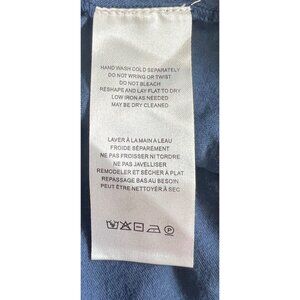 HAND WASH COLD SEPARATELY
DO NOT WRING OR TWIST
DO NOT BLEACH
RESHAPE AND LAY FLAT TO DRY
LOW IRON AS NEEDED
MAY BE DRY CLEANED
LAVER À LA MAIN A LEAU
FROIDE SÉPARÉMENT
NE PAS FROISSER NI TORDRE
NE PAS JAVELLISER
REMODELER ET SÉCHER À PLAT
REPASSAGE BAS AU BESOIN
PEUT ÊTRE NETTOYER À SEC
P